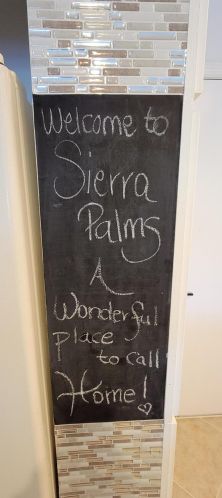 Welcome to
Sierra
Palms
A
Wonderful
place
to call
Home!